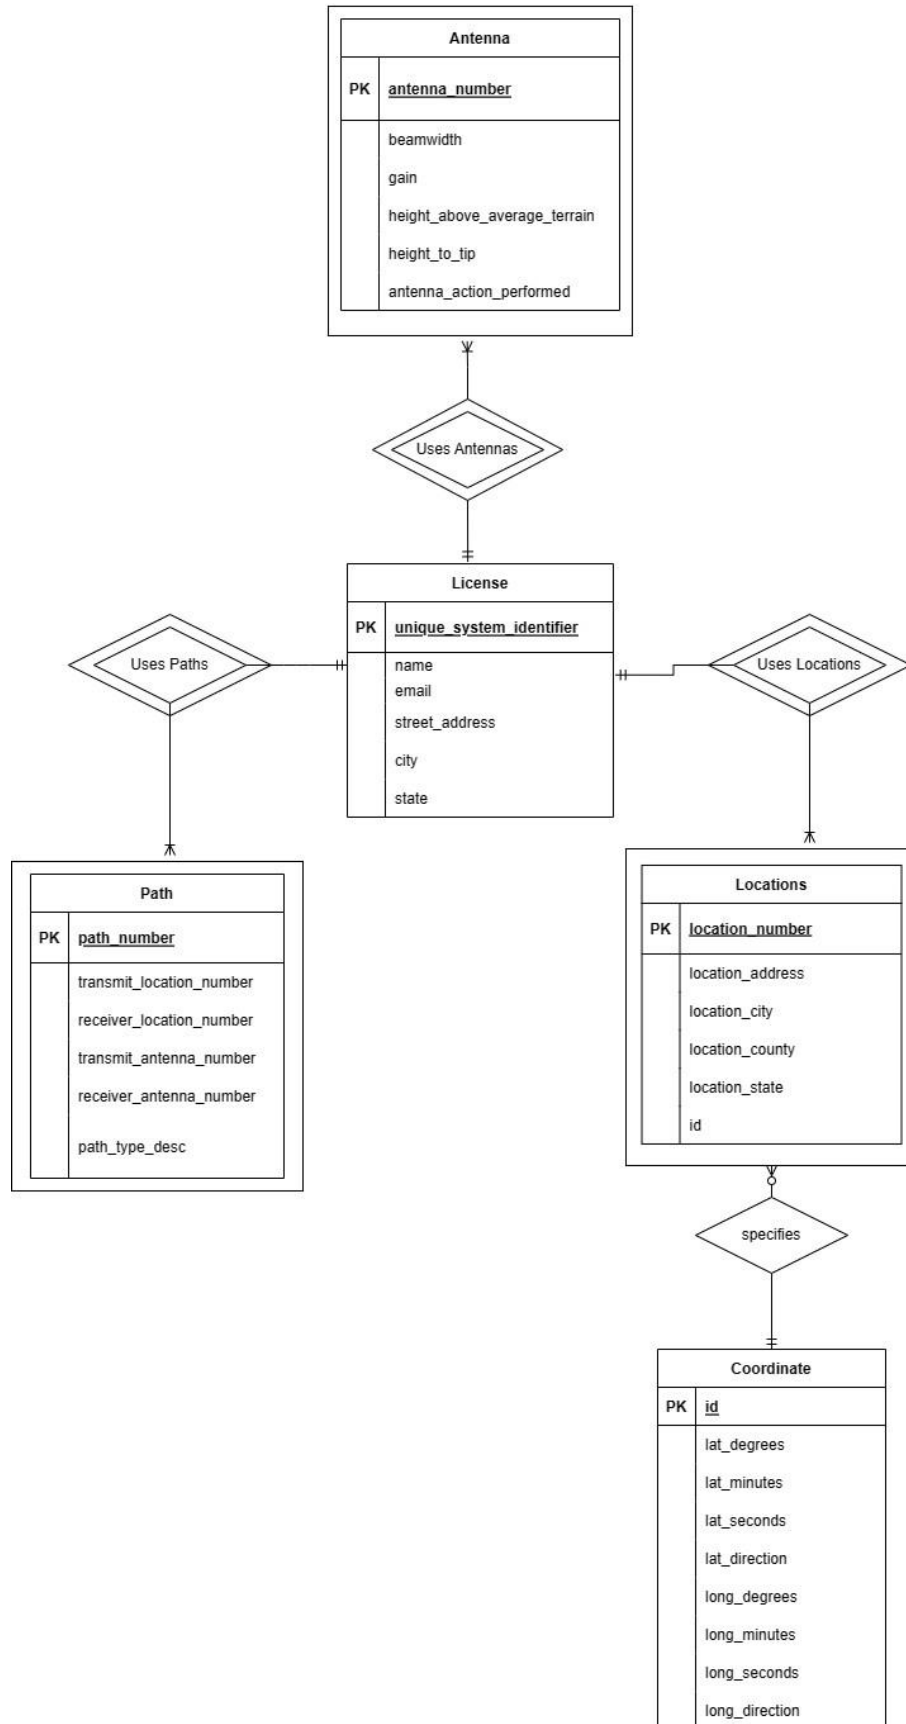 Antenna
PK antenna_number
beamwidth
gain
height_above_average_terrain
height_to_tip
antenna_action_performed
Uses Antennas
License
PK unique_system_identifier
name
email
street_address
city
state
Uses Paths
Uses Locations
Path
PK path_number
transmit_location_number
receiver_location_number
transmit_antenna_number
receiver_antenna_number
path_type_desc
Locations
PK location_number
location_address
location_city
location_county
location_state
id
specifies
Coordinate
PK id
lat_degrees
lat_minutes
lat_seconds
lat_direction
long_degrees
long_minutes
long_seconds
long_direction